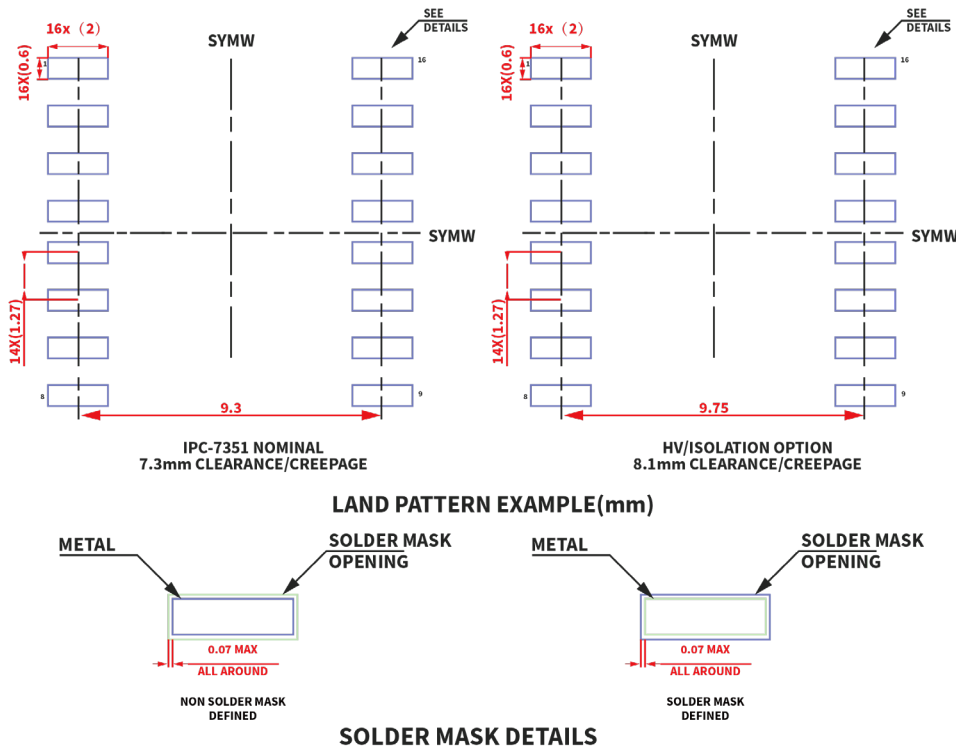 16x（2）
SYMW
SEE
DETAILS
16X(0.6)
1
16
SYMW
14X(1.27)
8
9
9.3
IPC-7351 NOMINAL
7.3mm CLEARANCE/CREEPAGE
16x（2）
SYMW
SEE
DETAILS
16X(0.6)
1
16
SYMW
14X(1.27)
8
9
9.75
HV/ISOLATION OPTION
8.1mm CLEARANCE/CREEPAGE
LAND PATTERN EXAMPLE(mm)
METAL
SOLDER MASK
OPENING
0.07 MAX
ALL AROUND
NON SOLDER MASK
DEFINED
METAL
SOLDER MASK
OPENING
0.07 MAX
ALL AROUND
SOLDER MASK
DEFINED
SOLDER MASK DETAILS